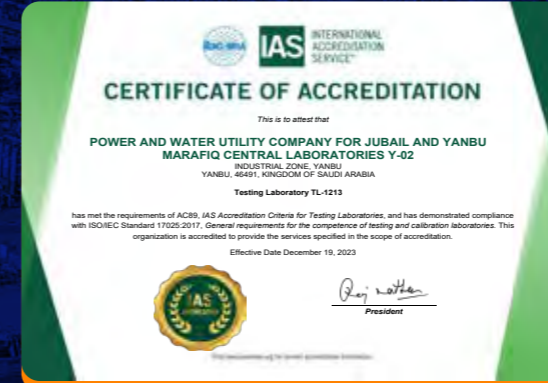 IAS
INTERNATIONAL
ACCREDITATION
SERVICE
CERTIFICATE OF ACCREDITATION
This is to attest that
POWER AND WATER UTILITY COMPANY FOR JUBAIL AND YANBU
MARAFIQ CENTRAL LABORATORIES Y-02
INDUSTRIAL ZONE, YANBU
YANBU, 46491, KINGDOM OF SAUDI ARABIA
Testing Laboratory TL-1213
has met the requirements of AC89, IAS Accreditation Criteria for Testing Laboratories, and has demonstrated compliance
with ISO/IEC Standard 17025:2017, General requirements for the competence of testing and calibration laboratories. This
organization is accredited to provide the services specified in the scope of accreditation.
Effective Date December 19, 2023
IAS
President